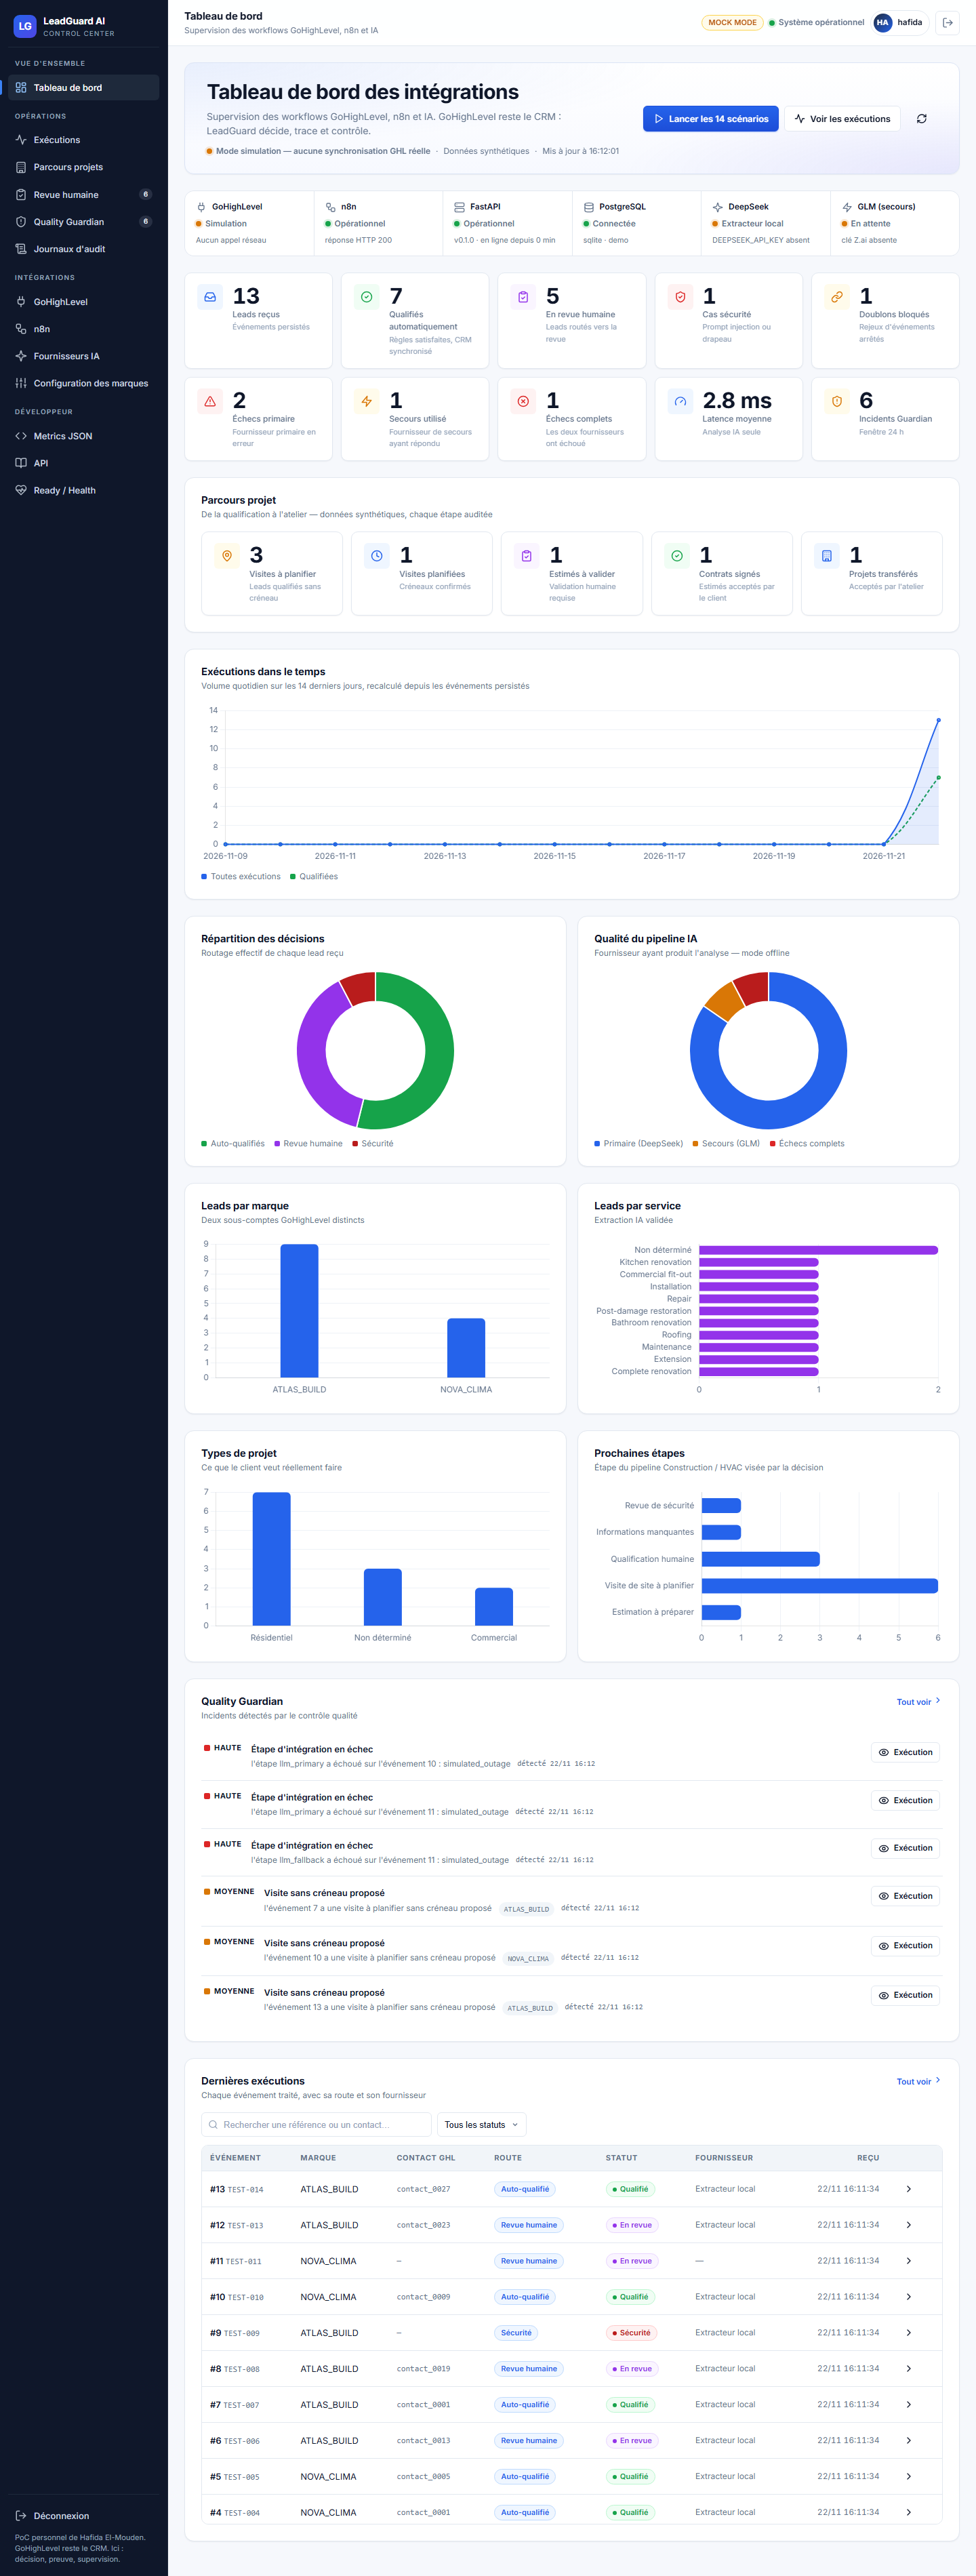 LG
LeadGuard AI
CONTROL CENTER
VUE D'ENSEMBLE
Tableau de bord
OPÉRATIONS
Exécutions
Parcours projets
Revue humaine 6
Quality Guardian 6
Journaux d'audit
INTÉGRATIONS
GoHighLevel
n8n
Fournisseurs IA
Configuration des marques
DÉVELOPPEUR
Metrics JSON
API
Ready / Health
Déconnexion
PoC personnel de Hafida El-Mouden.
GoHighLevel reste le CRM. Ici :
décision, preuve, supervision.
Tableau de bord
Supervision des workflows GoHighLevel, n8n et IA
MOCK MODE
Système opérationnel
HA hafida
Tableau de bord des intégrations
Supervision des workflows GoHighLevel, n8n et IA. GoHighLevel reste le CRM :
LeadGuard décide, trace et contrôle.
Mode simulation — aucune synchronisation GHL réelle · Données synthétiques · Mis à jour à 16:12:01
Lancer les 14 scénarios
Voir les exécutions
GoHighLevel
Simulation
Aucun appel réseau
n8n
Opérationnel
réponse HTTP 200
FastAPI
Opérationnel
v0.1.0 · en ligne depuis 0 min
PostgreSQL
Connectée
sqlite · demo
DeepSeek
Extracteur local
DEEPSEEK_API_KEY absent
GLM (secours)
En attente
clé Z.ai absente
13
Leads reçus
Événements persistés
7
Qualifiés
automatiquement
Règles satisfaites, CRM
synchronisé
5
En revue humaine
Leads routés vers la
revue
1
Cas sécurité
Prompt injection ou
drapeau
1
Doublons bloqués
Rejeux d'événements
arrêtés
2
Échecs primaire
Fournisseur primaire en
erreur
1
Secours utilisé
Fournisseur de secours
ayant répondu
1
Échecs complets
Les deux fournisseurs
ont échoué
2.8 ms
Latence moyenne
Analyse IA seule
6
Incidents Guardian
Fenêtre 24 h
Parcours projet
De la qualification à l'atelier — données synthétiques, chaque étape auditée
3
Visites à planifier
Leads qualifiés sans
créneau
1
Visites planifiées
Créneaux confirmés
1
Estimés à valider
Validation humaine
requise
1
Contrats signés
Estimés acceptés par
le client
1
Projets transférés
Acceptés par l'atelier
Exécutions dans le temps
Volume quotidien sur les 14 derniers jours, recalculé depuis les événements persistés
14
12
10
8
6
4
2
0
2026-11-09 2026-11-11 2026-11-13 2026-11-15 2026-11-17 2026-11-19 2026-11-21
Toutes exécutions Qualifiées
Répartition des décisions
Routage effectif de chaque lead reçu
Auto-qualifiés Revue humaine Sécurité
Qualité du pipeline IA
Fournisseur ayant produit l'analyse — mode offline
Primaire (DeepSeek) Secours (GLM) Échecs complets
Leads par marque
Deux sous-comptes GoHighLevel distincts
9
8
7
6
5
4
3
2
1
0
ATLAS_BUILD NOVA_CLIMA
Leads par service
Extraction IA validée
Non déterminé
Kitchen renovation
Commercial fit-out
Installation
Repair
Post-damage restoration
Bathroom renovation
Roofing
Maintenance
Extension
Complete renovation
0 1 2
Types de projet
Ce que le client veut réellement faire
7
6
5
4
3
2
1
0
Résidentiel Non déterminé Commercial
Prochaines étapes
Étape du pipeline Construction / HVAC visée par la décision
Revue de sécurité
Informations manquantes
Qualification humaine
Visite de site à planifier
Estimation à préparer
0 1 2 3 4 5 6
Quality Guardian
Incidents détectés par le contrôle qualité
Tout voir
HAUTE Étape d'intégration en échec
l'étape llm_primary a échoué sur l'événement 10 : simulated_outage détecté 22/11 16:12
Exécution
HAUTE Étape d'intégration en échec
l'étape llm_primary a échoué sur l'événement 11 : simulated_outage détecté 22/11 16:12
Exécution
HAUTE Étape d'intégration en échec
l'étape llm_fallback a échoué sur l'événement 11 : simulated_outage détecté 22/11 16:12
Exécution
MOYENNE Visite sans créneau proposé
l'événement 7 a une visite à planifier sans créneau proposé ATLAS_BUILD détecté 22/11 16:12
Exécution
MOYENNE Visite sans créneau proposé
l'événement 10 a une visite à planifier sans créneau proposé NOVA_CLIMA détecté 22/11 16:12
Exécution
MOYENNE Visite sans créneau proposé
l'événement 13 a une visite à planifier sans créneau proposé ATLAS_BUILD détecté 22/11 16:12
Exécution
Dernières exécutions
Chaque événement traité, avec sa route et son fournisseur
Tout voir
Rechercher une référence ou un contact... Tous les statuts
ÉVÉNEMENT MARQUE CONTACT GHL ROUTE STATUT FOURNISSEUR REÇU
#13 TEST-014 ATLAS_BUILD contact_0027 Auto-qualifié Qualifié Extracteur local 22/11 16:11:34
#12 TEST-013 ATLAS_BUILD contact_0023 Revue humaine En revue Extracteur local 22/11 16:11:34
#11 TEST-011 NOVA_CLIMA – Revue humaine En revue — 22/11 16:11:34
#10 TEST-010 NOVA_CLIMA contact_0009 Auto-qualifié Qualifié Extracteur local 22/11 16:11:34
#9 TEST-009 ATLAS_BUILD – Sécurité Sécurité Extracteur local 22/11 16:11:34
#8 TEST-008 ATLAS_BUILD contact_0019 Revue humaine En revue Extracteur local 22/11 16:11:34
#7 TEST-007 ATLAS_BUILD contact_0001 Auto-qualifié Qualifié Extracteur local 22/11 16:11:34
#6 TEST-006 ATLAS_BUILD contact_0013 Revue humaine En revue Extracteur local 22/11 16:11:34
#5 TEST-005 NOVA_CLIMA contact_0005 Auto-qualifié Qualifié Extracteur local 22/11 16:11:34
#4 TEST-004 NOVA_CLIMA contact_0001 Auto-qualifié Qualifié Extracteur local 22/11 16:11:34